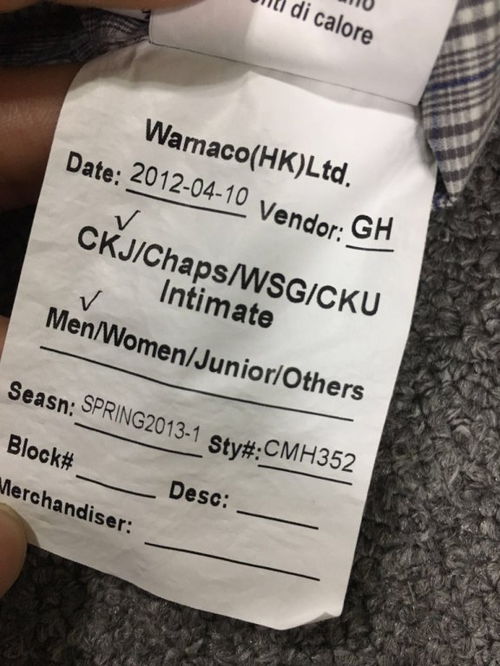 di calore
Warnaco(HK)Ltd.
Date: 2012-04-10 Vendor: GH
✓
CKJ/Chaps/WSG/CKU
Intimate
✓
Men/Women/Junior/Others
Seasn: SPRING2013-1 Sty#: CMH352
Block# Desc:
Merchandiser: